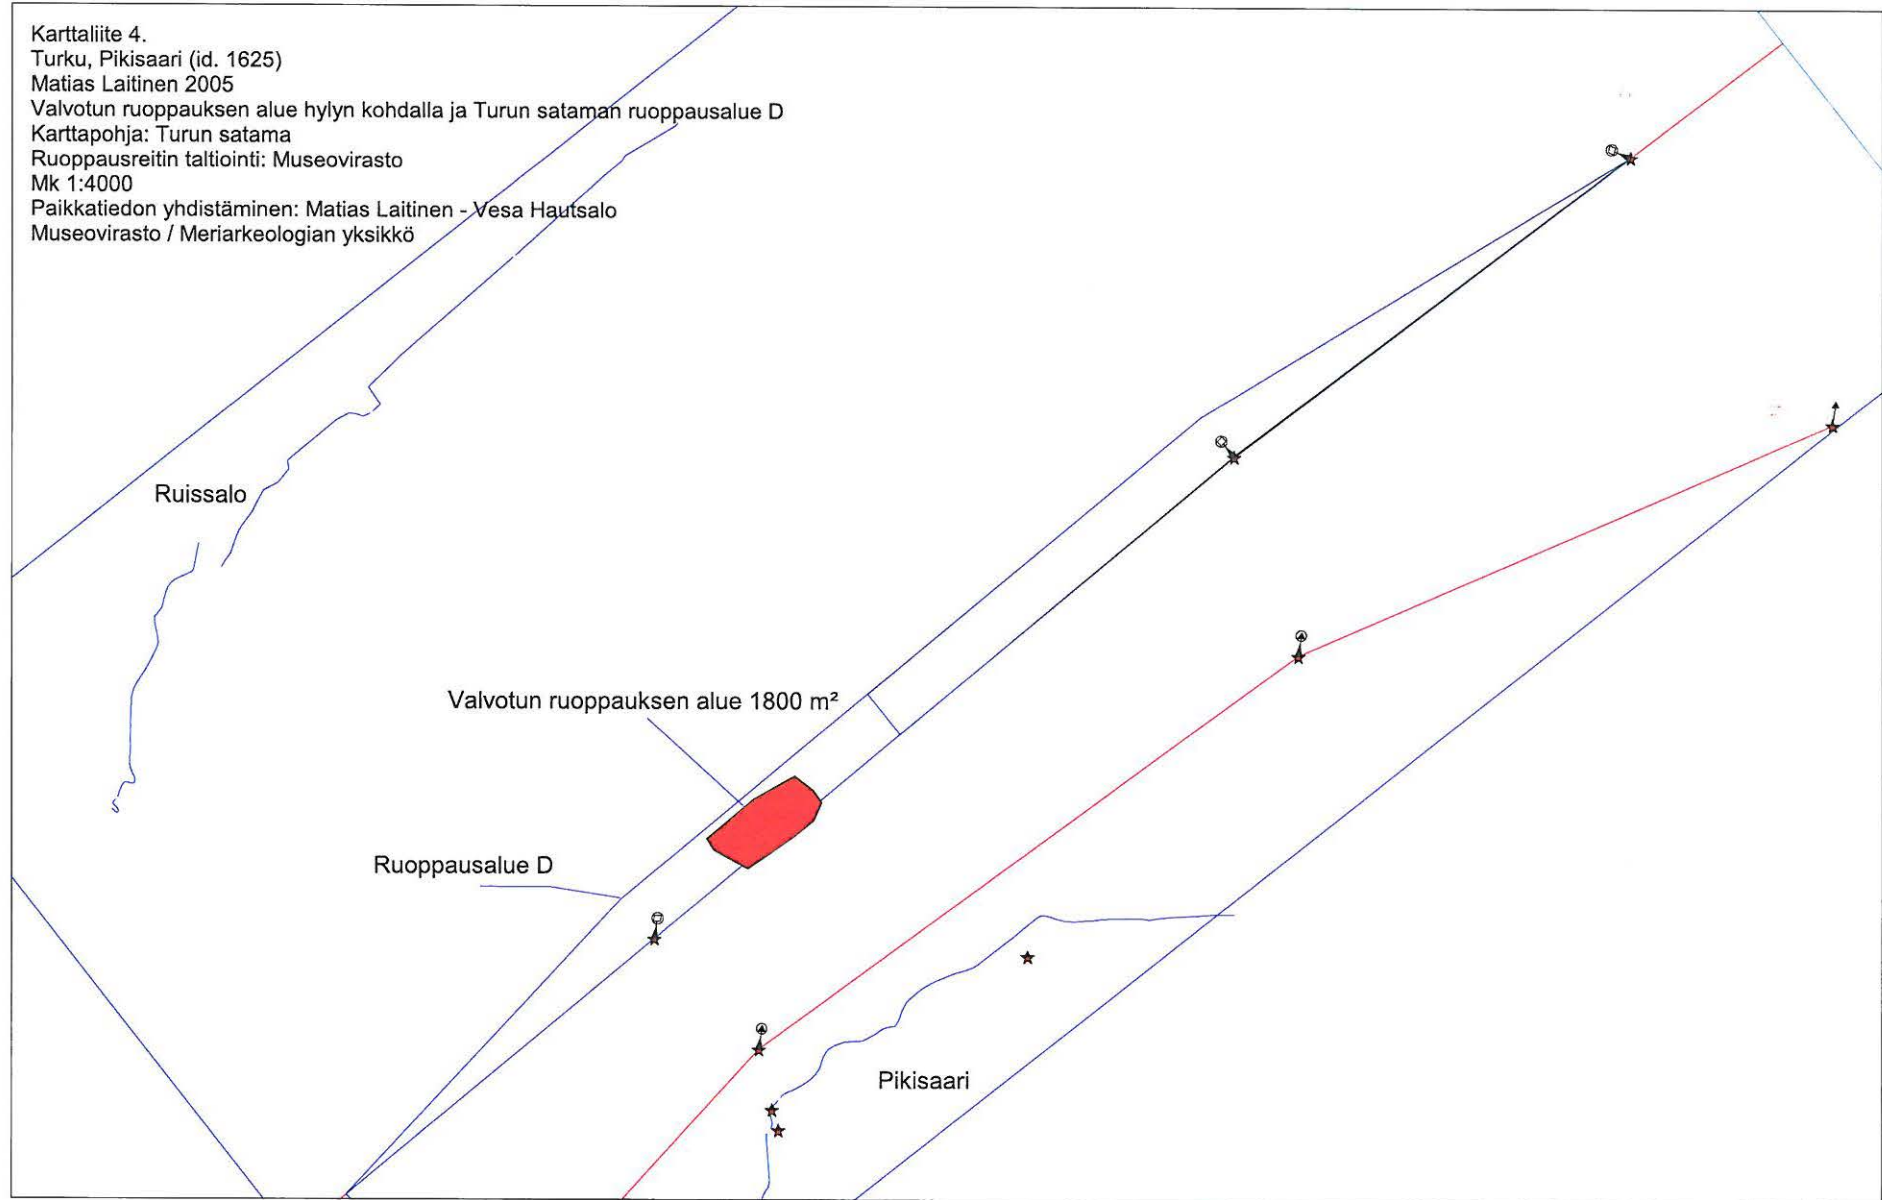 Karttaliite 4.
Turku, Pikisaari (id. 1625)
Matias Laitinen 2005
Valvotun ruoppauksen alue hylyn kohdalla ja Turun sataman ruoppausalue D
Karttapohja: Turun satama
Ruoppausreitin taltiointi: Museovirasto
Mk 1:4000
Paikkatiedon yhdistäminen: Matias Laitinen - Vesa Hautsalo
Museovirasto / Meriarkeologian yksikkö
Ruissalo
Valvotun ruoppauksen alue 1800 m²
Ruoppausalue D
Pikisaari